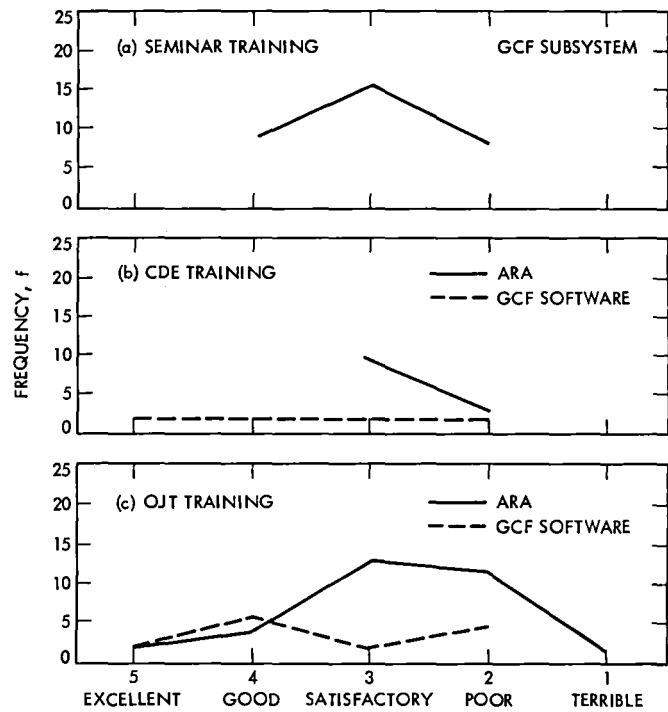 25
20
15
10
5
0
(a) SEMINAR TRAINING GCF SUBSYSTEM
FREQUENCY, f
25
20
15
10
5
0
(b) CDE TRAINING
ARA
GCF SOFTWARE
25
20
15
10
5
0
(c) OJT TRAINING
ARA
GCF SOFTWARE
5 4 3 2 1
EXCELLENT GOOD SATISFACTORY POOR TERRIBLE